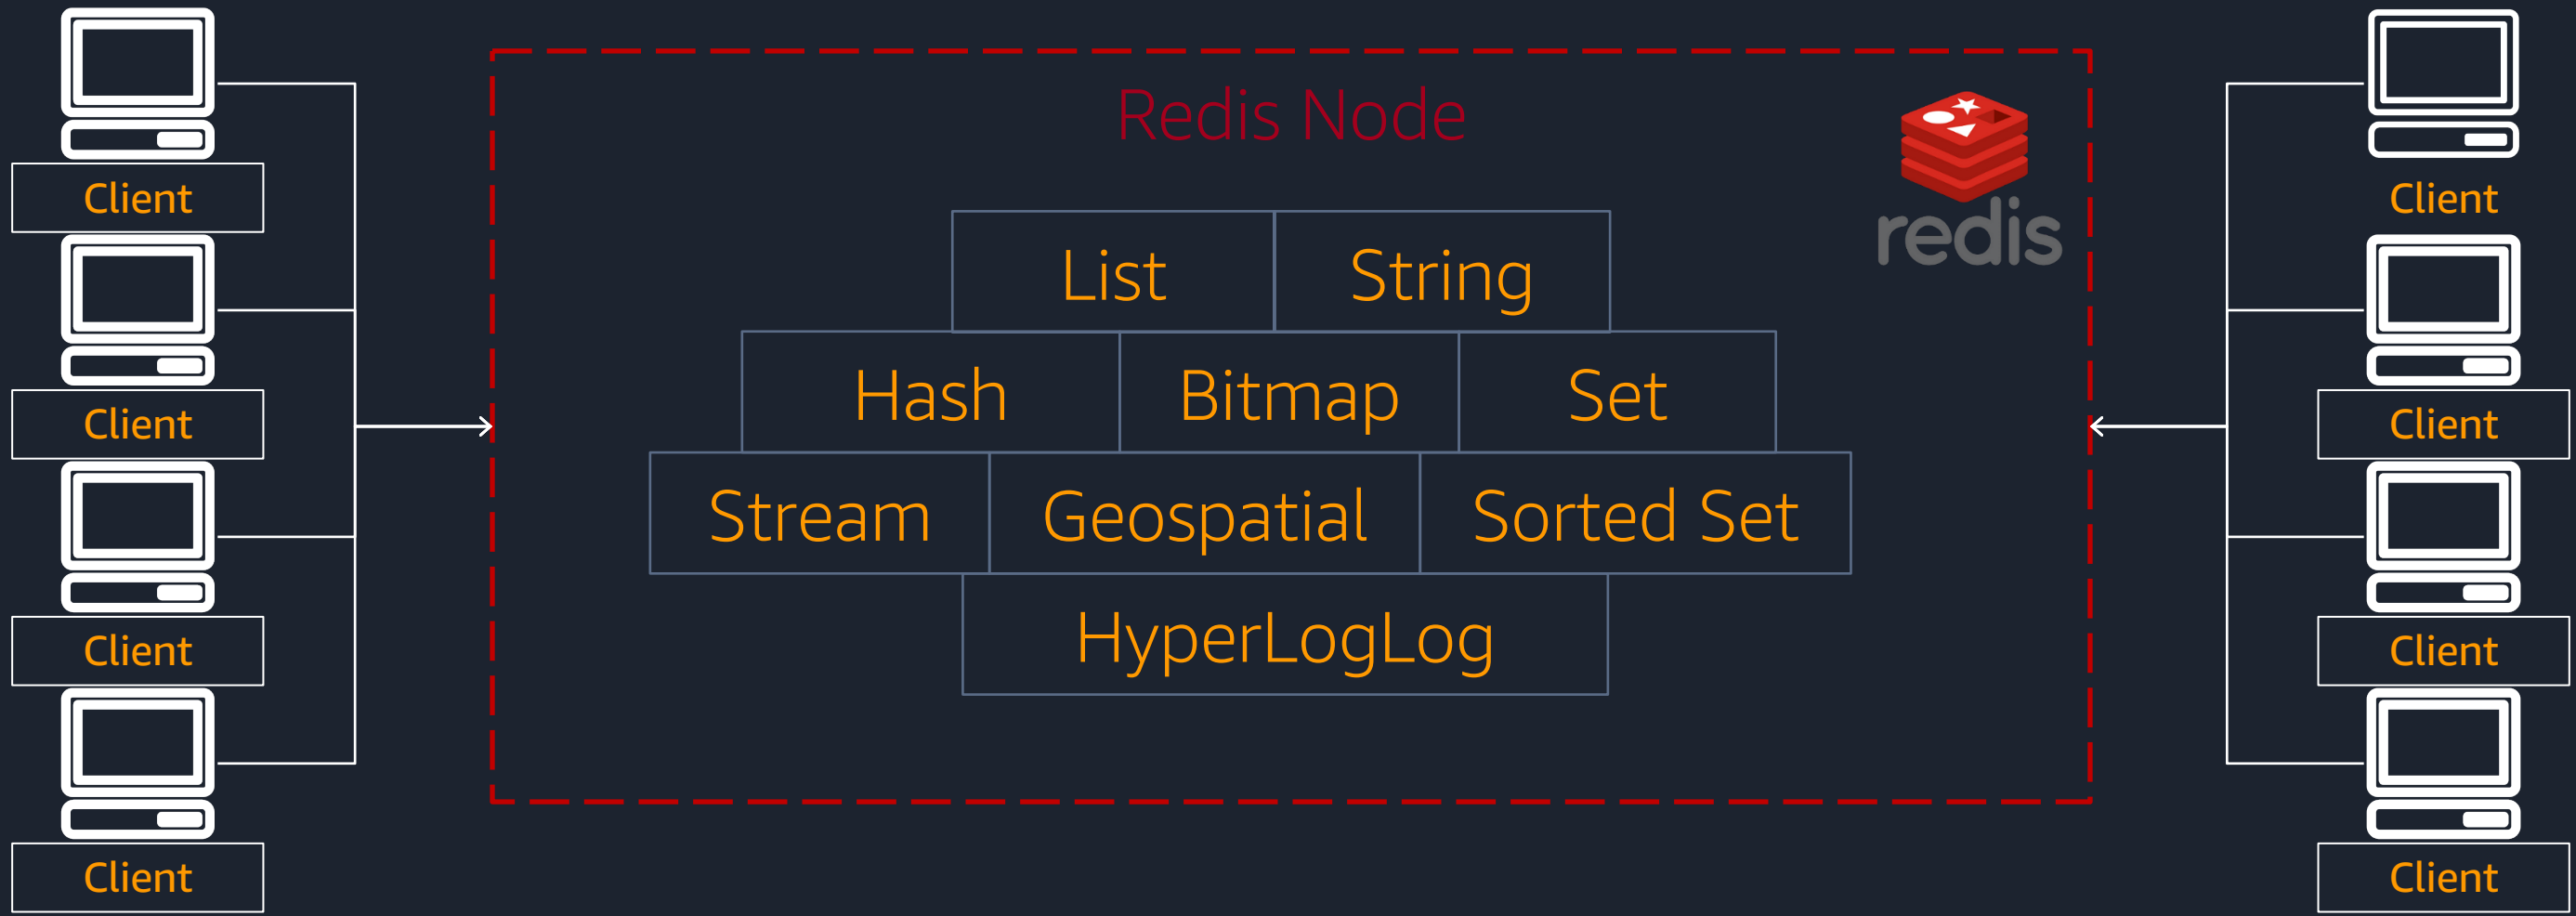 Redis Node
redis
List
String
Hash
Bitmap
Set
Stream
Geospatial
Sorted Set
HyperLogLog
Client
Client
Client
Client
Client
Client
Client
Client